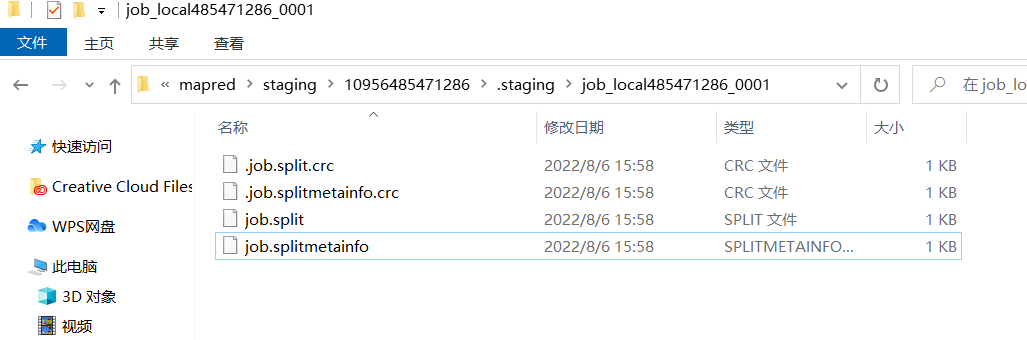 job_local485471286_0001
文件 主页 共享 查看
« mapred > staging > 10956485471286 > .staging > job_local485471286_0001 在 job_lo
名称 修改日期 类型 大小
快速访问
Creative Cloud Files
WPS网盘
此电脑
3D 对象
视频
.job.split.crc 2022/8/6 15:58 CRC 文件 1 KB
.job.splitmetainfo.crc 2022/8/6 15:58 CRC 文件 1 KB
job.split 2022/8/6 15:58 SPLIT 文件 1 KB
job.splitmetainfo 2022/8/6 15:58 SPLITMETAINFO... 1 KB